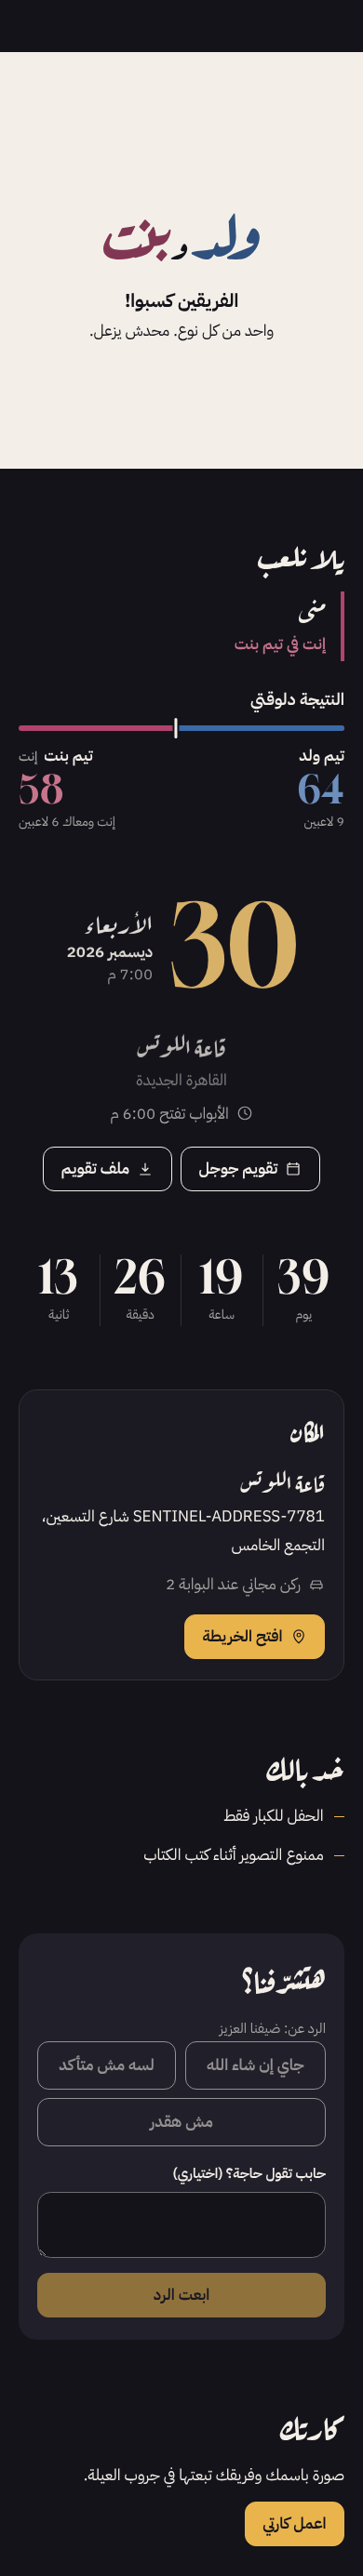 ولد و بنت
الفريقين كسبوا!
واحد من كل نوع. محدش يزعل.
يلا نلعب
منى
إنت في تيم بنت
النتيجة دلوقتي
تيم ولد
64
9 لاعبين
تيم بنت إنت
58
إنت ومعاك 6 لاعبين
30
الأربعاء
ديسمبر 2026
7:00 م
قاعة اللوتس
القاهرة الجديدة
الأبواب تفتح 6:00 م
تقويم جوجل
ملف تقويم
39
يوم
19
ساعة
26
دقيقة
13
ثانية
المكان
قاعة اللوتس
SENTINEL-ADDRESS-7781 شارع التسعين،
التجمع الخامس
ركن مجاني عند البوابة 2
افتح الخريطة
خد بالك
الحفل للكبار فقط
ممنوع التصوير أثناء كتب الكتاب
هتشرّفنا؟
الرد عن: ضيفنا العزيز
جاي إن شاء الله
لسه مش متأكد
مش هقدر
حابب تقول حاجة؟ (اختياري)
ابعت الرد
كارتك
صورة باسمك وفريقك تبعتها في جروب العيلة.
اعمل كارتي